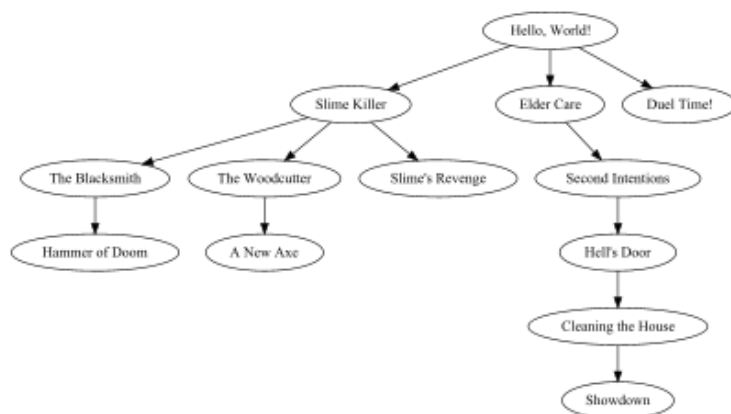 Hello, World!
Slime Killer
Elder Care
Duel Time!
The Blacksmith
The Woodcutter
Slime's Revenge
Second Intentions
Hammer of Doom
A New Axe
Hell's Door
Cleaning the House
Showdown